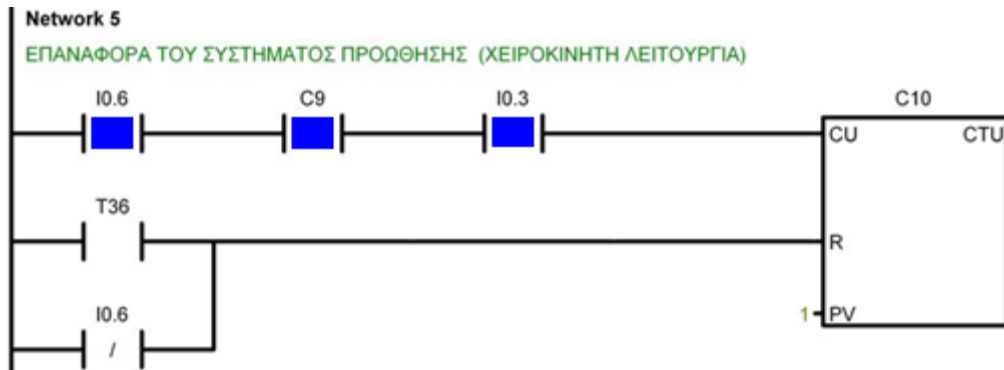 Network 5
ΕΠΑΝΑΦΟΡΑ ΤΟΥ ΣΥΣΤΗΜΑΤΟΣ ΠΡΟΩΘΗΣΗΣ (ΧΕΙΡΟΚΙΝΗΤΗ ΛΕΙΤΟΥΡΓΙΑ)
I0.6 C9 I0.3 C10
CU CTU
T36
R
I0.6
1 PV
/